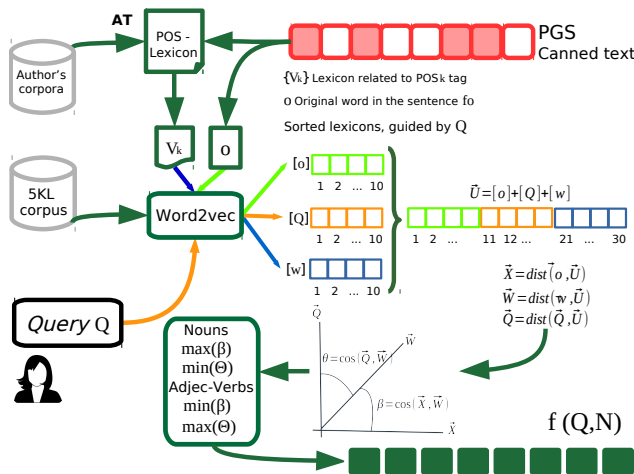 AT
POS -
Lexicon
PGS
Canned text
Author's
corpora
{Vk} Lexicon related to POSk tag
o Original word in the sentence fo
Sorted lexicons, guided by Q
Vk
o
[o]
1 2 ... 10
5KL
corpus
Word2vec
[Q]
1 2 ... 10
[w]
1 2 ... 10
U⃗=[o]+[Q]+[w]
1 2 ... 11 12... 21 ... 30
X⃗=dist(o⃗,U⃗)
W⃗=dist(w⃗,U⃗)
Q⃗=dist(Q⃗,U⃗)
Query Q
Nouns
max(β)
min(Θ)
Adjec-Verbs
min(β)
max(Θ)
Q⃗
W⃗
θ=cos(Q⃗,W⃗)
β=cos(X⃗,W⃗)
X⃗
f (Q,N)